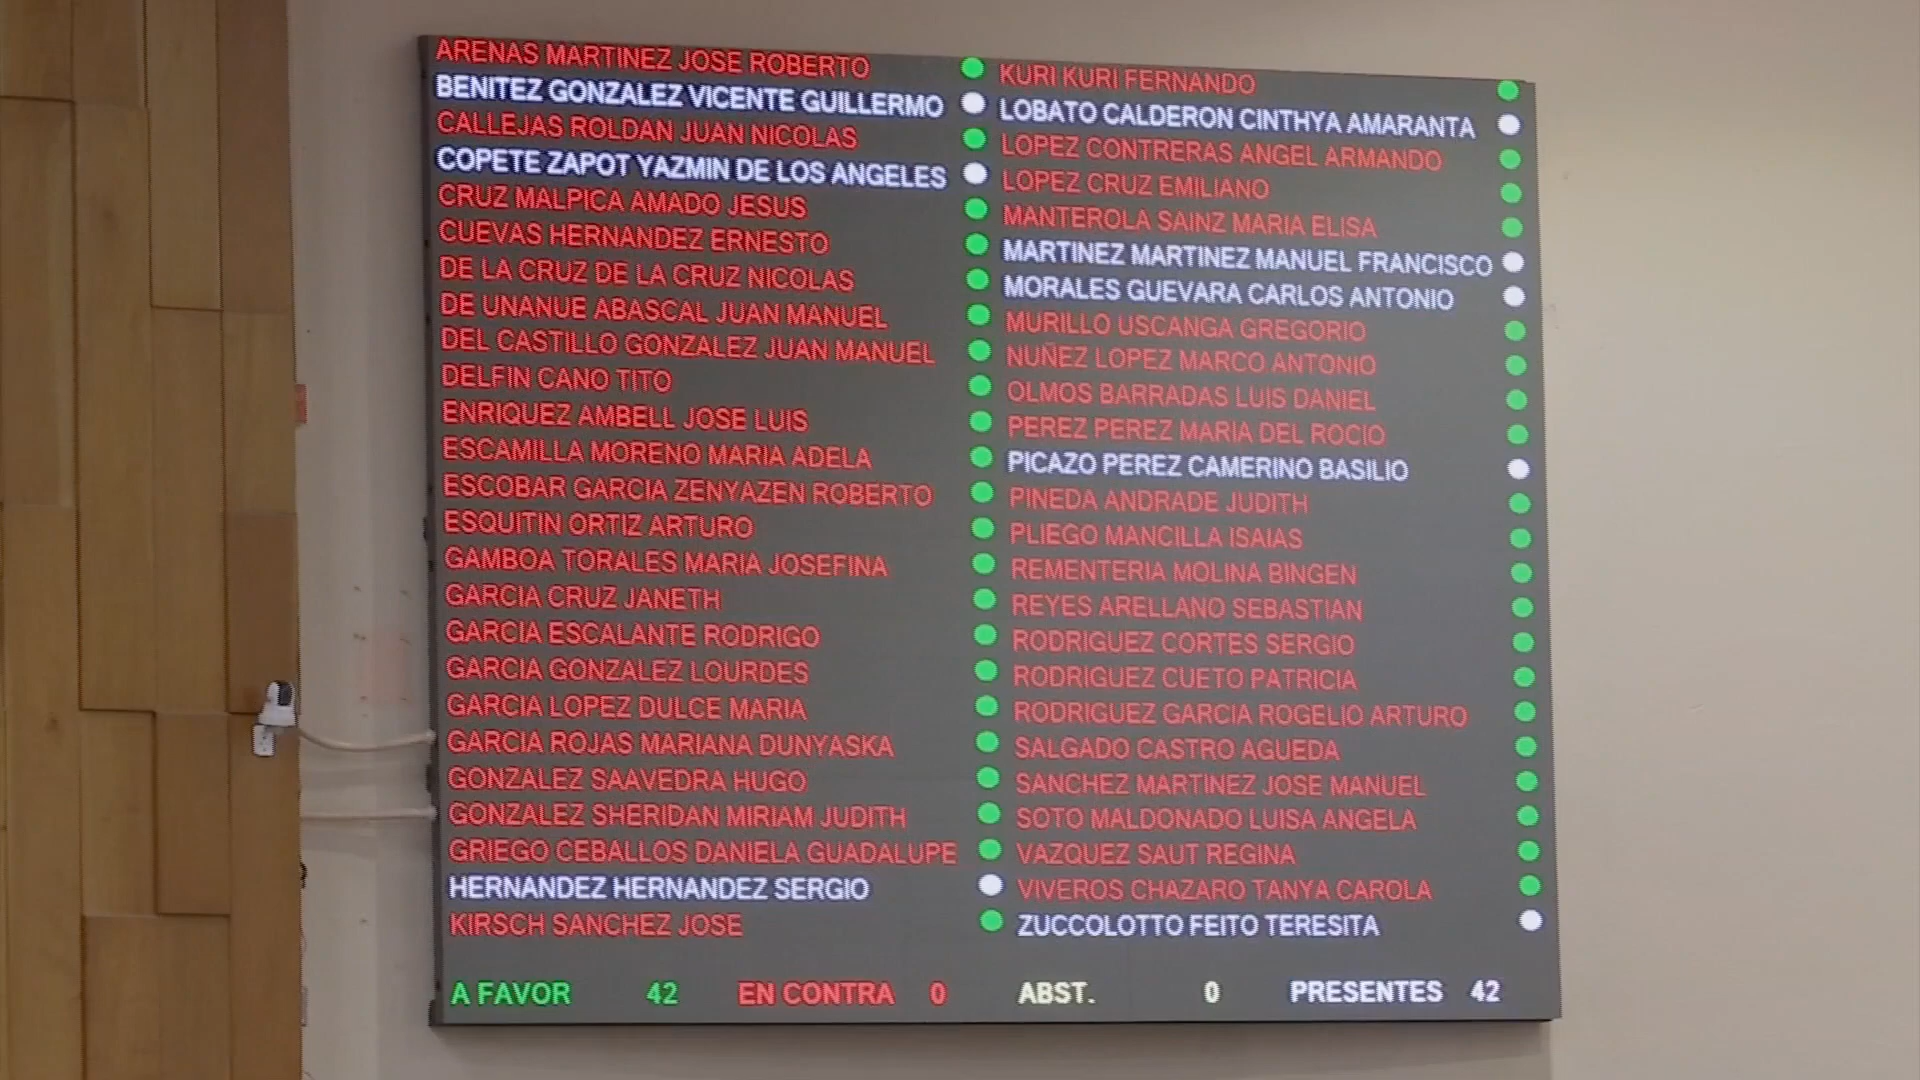 ARENAS MARTINEZ JOSE ROBERTO
BENITEZ GONZALEZ VICENTE GUILLERMO
CALLEJAS ROLDAN JUAN NICOLAS
COPETE ZAPOT YAZMIN DE LOS ANGELES
CRUZ MALPICA AMADO JESUS
CUEVAS HERNANDEZ ERNESTO
DE LA CRUZ DE LA CRUZ NICOLAS
DE UNANUE ABASCAL JUAN MANUEL
DEL CASTILLO GONZALEZ JUAN MANUEL
DELFIN CANO TITO
ENRIQUEZ AMBELL JOSE LUIS
ESCAMILLA MORENO MARIA ADELA
ESCOBAR GARCIA ZENYAZEN ROBERTO
ESQUITIN ORTIZ ARTURO
GAMBOA TORALES MARIA JOSEFINA
GARCIA CRUZ JANETH
GARCIA ESCALANTE RODRIGO
GARCIA GONZALEZ LOURDES
GARCIA LOPEZ DULCE MARIA
GARCIA ROJAS MARIANA DUNYASKA
GONZALEZ SAAVEDRA HUGO
GONZALEZ SHERIDAN MIRIAM JUDITH
GRIEGO CEBALLOS DANIELA GUADALUPE
HERNANDEZ HERNANDEZ SERGIO
KIRSCH SANCHEZ JOSE
KURI KURI FERNANDO
LOBATO CALDERON CINTHYA AMARANTA
LOPEZ CONTRERAS ANGEL ARMANDO
LOPEZ CRUZ EMILIANO
MANTEROLA SAINZ MARIA ELISA
MARTINEZ MARTINEZ MANUEL FRANCISCO
MORALES GUEVARA CARLOS ANTONIO
MURILLO USCANGA GREGORIO
NUÑEZ LOPEZ MARCO ANTONIO
OLMOS BARRADAS LUIS DANIEL
PEREZ PEREZ MARIA DEL ROCIO
PICAZO PEREZ CAMERINO BASILIO
PINEDA ANDRADE JUDITH
PLIEGO MANCILLA ISAIAS
REMENTERIA MOLINA BINGEN
REYES ARELLANO SEBASTIAN
RODRIGUEZ CORTES SERGIO
RODRIGUEZ CUETO PATRICIA
RODRIGUEZ GARCIA ROGELIO ARTURO
SALGADO CASTRO AGUEDA
SANCHEZ MARTINEZ JOSE MANUEL
SOTO MALDONADO LUISA ANGELA
VAZQUEZ SAUT REGINA
VIVEROS CHAZARO TANYA CAROLA
ZUCCOLOTTO FEITO TERESITA
A FAVOR 42 EN CONTRA 0 ABST. 0 PRESENTES 42